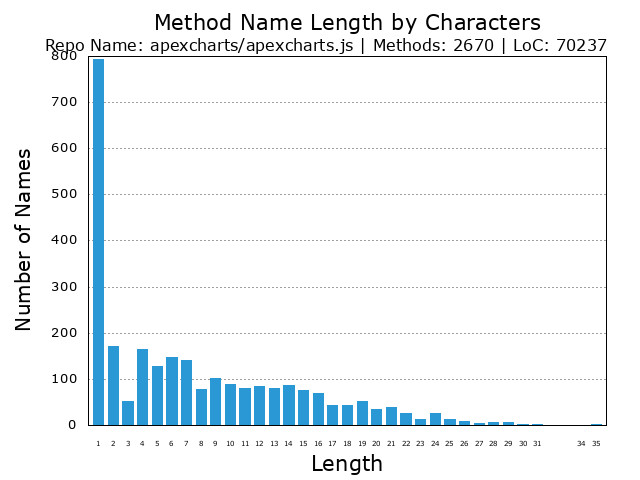 Method Name Length by Characters
Repo Name: apexcharts/apexcharts.js | Methods: 2670 | LoC: 70237
800
700
600
500
400
300
200
100
0
Number of Names
1 2 3 4 5 6 7 8 9 10 11 12 13 14 15 16 17 18 19 20 21 22 23 24 25 26 27 28 29 30 31 34 35
Length